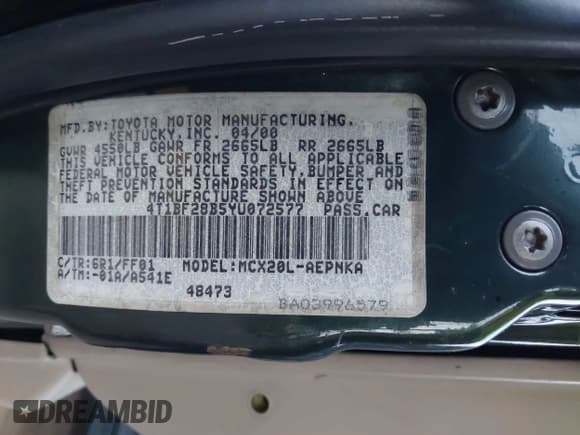 MFD.BY:TOYOTA MOTOR MANUFACTURING.
KENTUCKY.INC. 04/00
GVWR 4550LB GAWR FR 2665LB RR 2665LB
THIS VEHICLE CONFORMS TO ALL APPLICABLE
FEDERAL MOTOR VEHICLE SAFETY.BUMPER.AND
THEFT PREVENTION STANDARDS IN EFFECT ON
THE DATE OF MANUFACTURE SHOWN ABOVE
4T1BF28B5YU072577 PASS.CAR
C/TR:6R1/FF01 MODEL:MCX20L-AEPNKA
A/TM:-01A/A541E
48473
BA03994579
DREAMBID